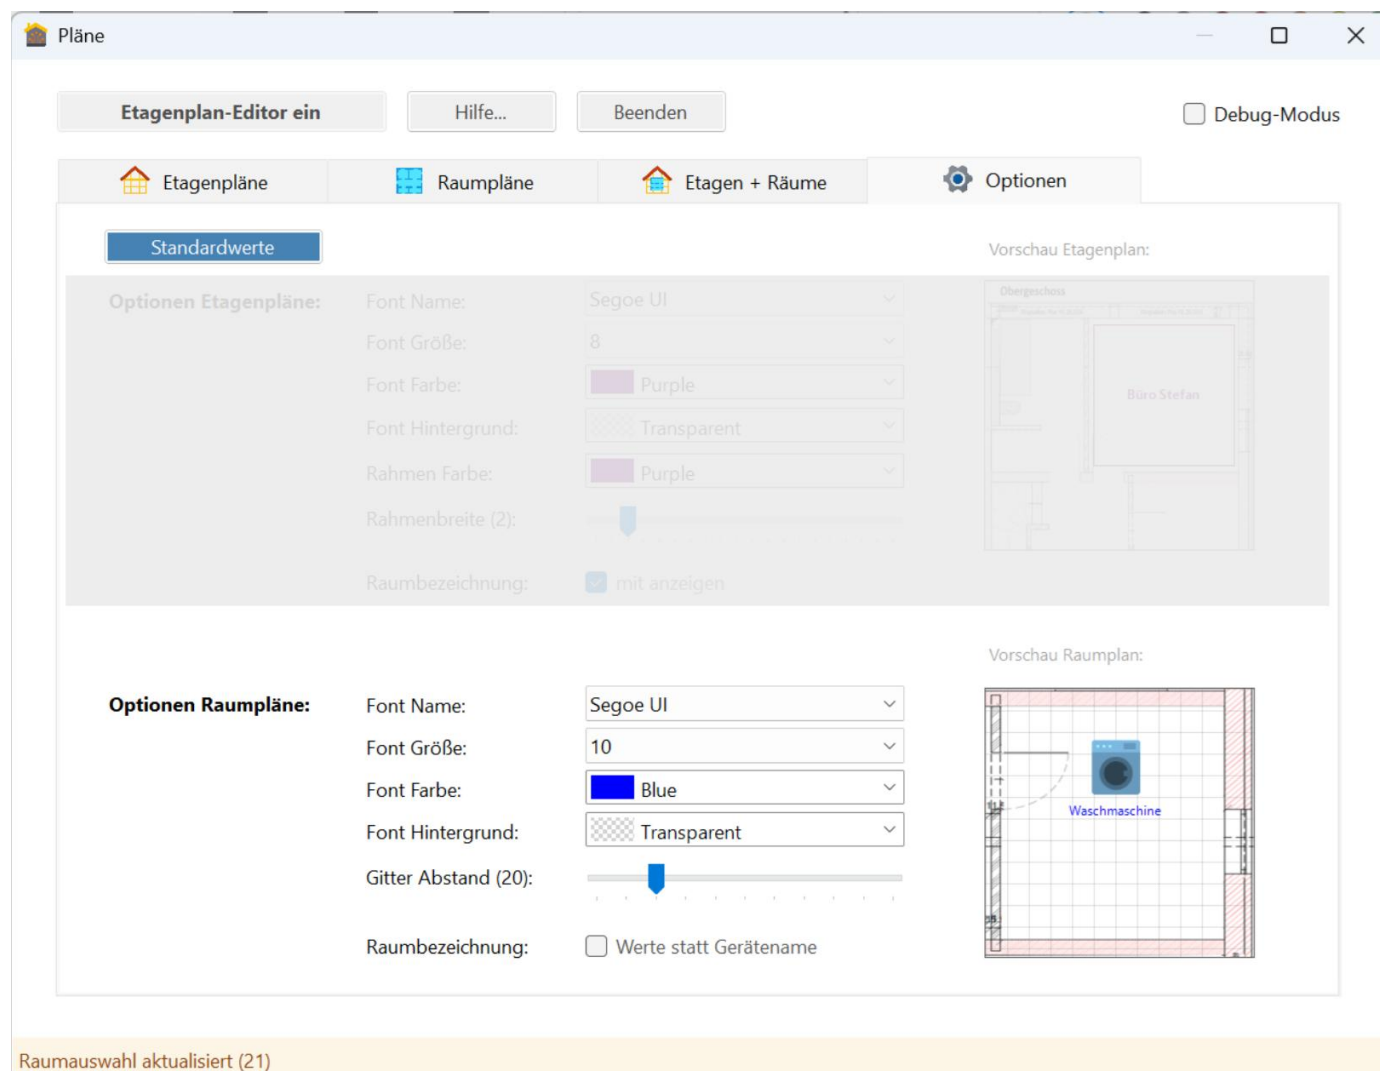 Pläne
Etagenplan-Editor ein
Hilfe...
Beenden
Debug-Modus
Etagenpläne
Raumpläne
Etagen + Räume
Optionen
Standardwerte
Vorschau Etagenplan:
Optionen Etagenpläne:
Font Name:
Segoe UI
Obergeschoss
Font Größe:
8
Font Farbe:
Purple
Büro Stefan
Font Hintergrund:
Transparent
Rahmen Farbe:
Purple
Rahmenbreite (2):
Raumbezeichnung:
mit anzeigen
Vorschau Raumplan:
Optionen Raumpläne:
Font Name:
Segoe UI
Font Größe:
10
Font Farbe:
Blue
Waschmaschine
Font Hintergrund:
Transparent
Gitter Abstand (20):
Raumbezeichnung:
Werte statt Gerätename
Raumauswahl aktualisiert (21)